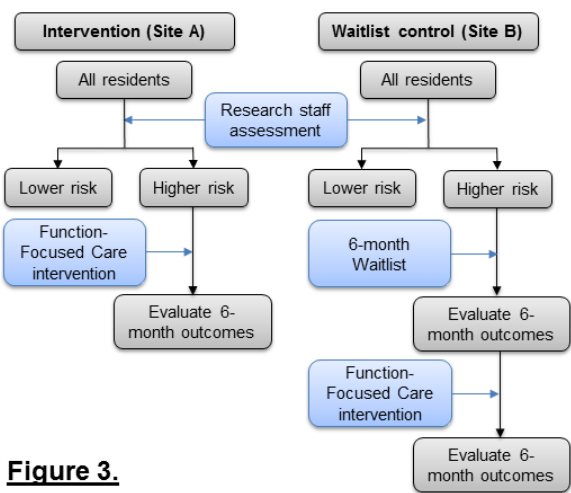 Intervention (Site A)
Waitlist control (Site B)
All residents
All residents
Research staff
assessment
Lower risk
Higher risk
Lower risk
Higher risk
Function-
Focused Care
intervention
6-month
Waitlist
Evaluate 6-
month outcomes
Evaluate 6-
month outcomes
Function-
Focused Care
intervention
Evaluate 6-
month outcomes
Figure 3.